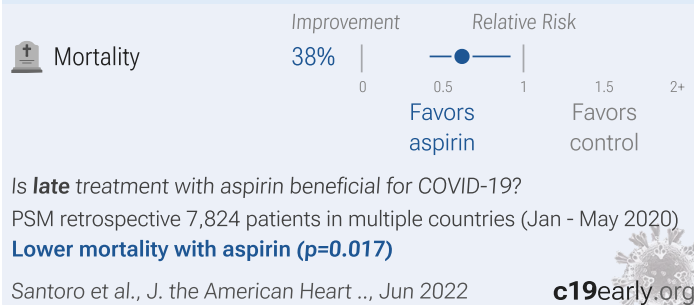 Improvement Relative Risk
Mortality 38%
0 0.5 1 1.5 2+
Favors Favors
aspirin control
Is late treatment with aspirin beneficial for COVID-19?
PSM retrospective 7,824 patients in multiple countries (Jan - May 2020)
Lower mortality with aspirin (p=0.017)
Santoro et al., J. the American Heart .., Jun 2022 c19early.org